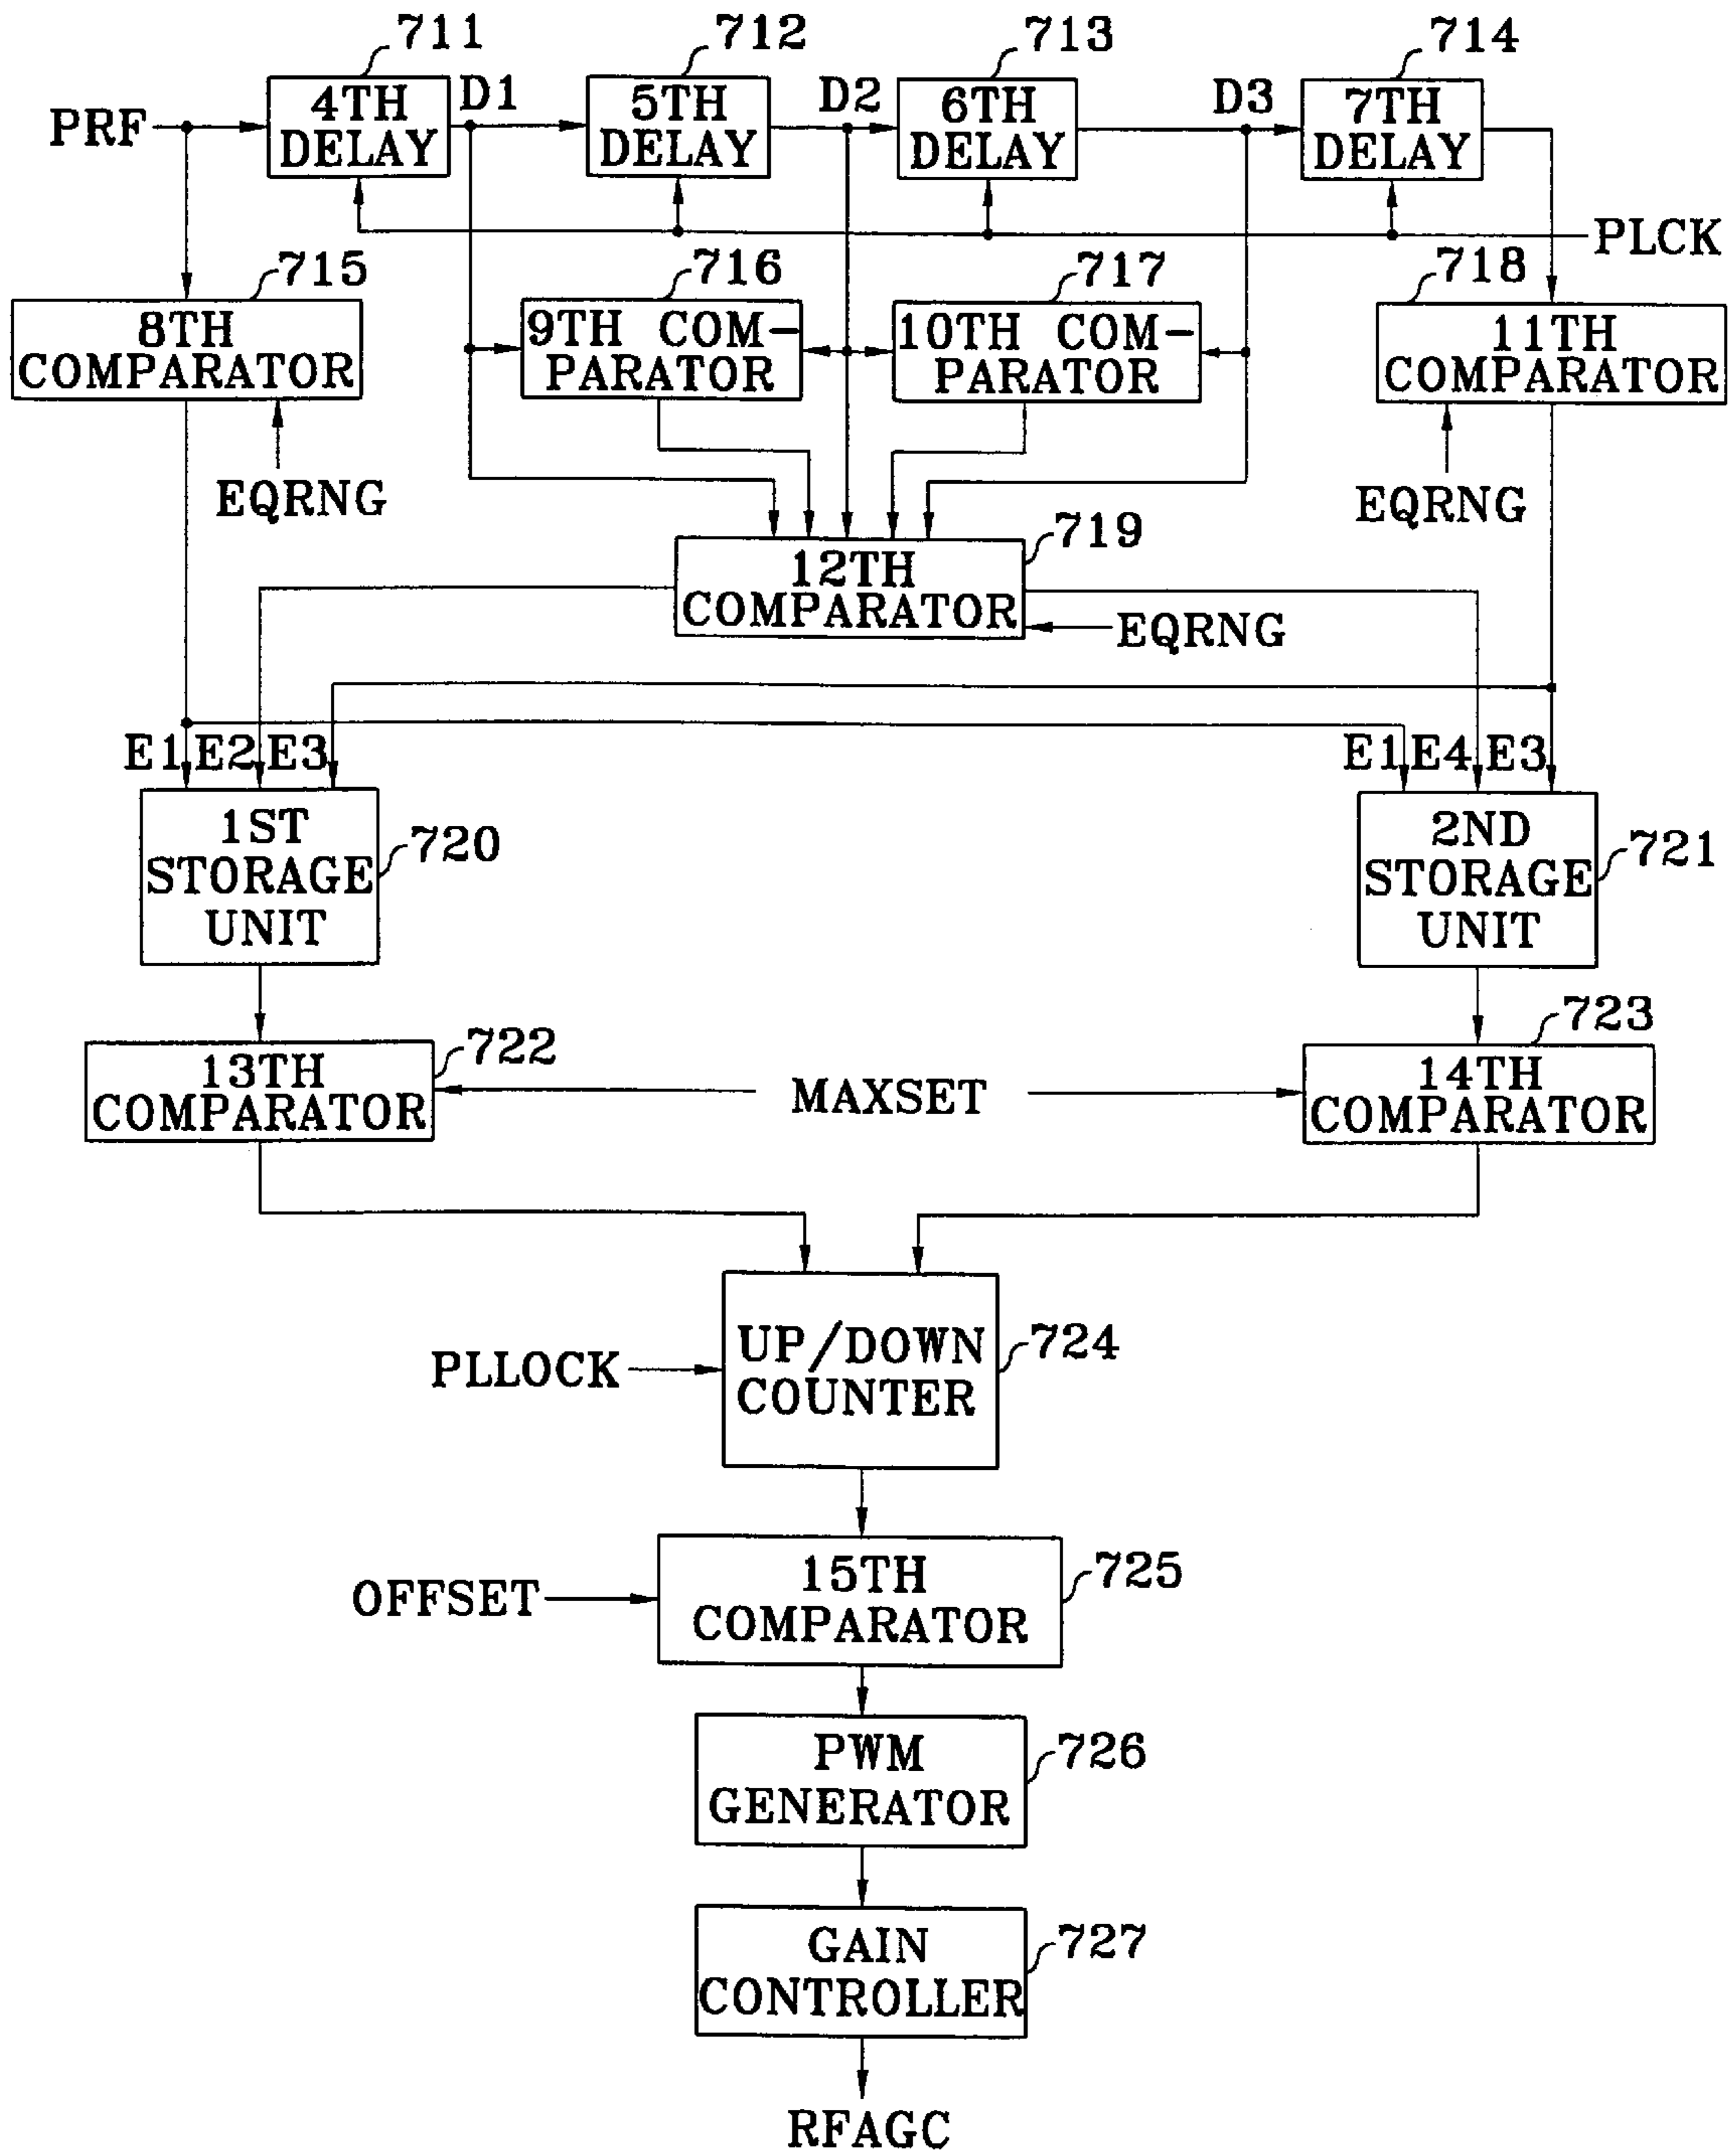 711
712
713
714
PRF
4TH
DELAY
D1
5TH
DELAY
D2
6TH
DELAY
D3
7TH
DELAY
PLCK
715
716
717
718
8TH
COMPARATOR
9TH COM-
PARATOR
10TH COM-
PARATOR
11TH
COMPARATOR
EQRNG
EQRNG
719
12TH
COMPARATOR
EQRNG
E1 E2 E3
E1 E4 E3
1ST
STORAGE
UNIT
720
2ND
STORAGE
UNIT
721
722
723
13TH
COMPARATOR
MAXSET
14TH
COMPARATOR
PLLOCK
UP/DOWN
COUNTER
724
OFFSET
15TH
COMPARATOR
725
PWM
GENERATOR
726
GAIN
CONTROLLER
727
RFAGC